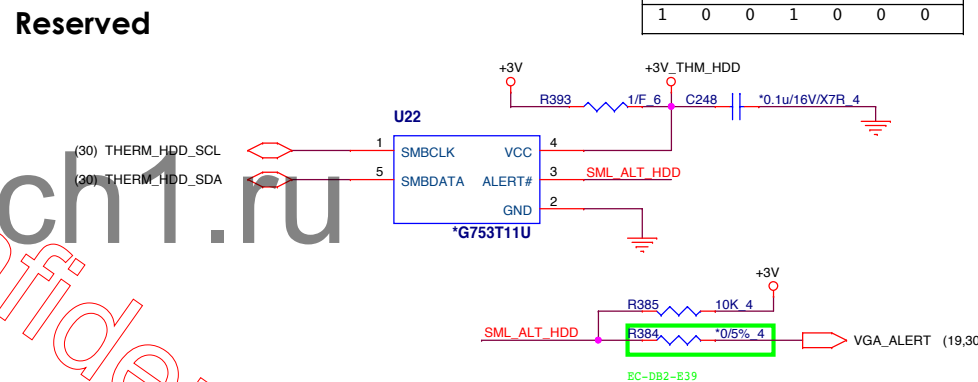 Reserved
1 0 0 1 0 0 0
+3V
+3V_THM_HDD
R393 1/F_6 C248 *0.1u/16V/X7R_4
U22
(30) THERM_HDD_SCL 1 SMBCLK VCC 4
(30) THERM_HDD_SDA 5 SMBDATA ALERT# 3 SML_ALT_HDD
GND 2
*G753T11U
ch1.ru
+3V
R385 10K_4
SML_ALT_HDD R384 *0/5%_4 VGA_ALERT (19,30
EC-DB2-E39
nfide